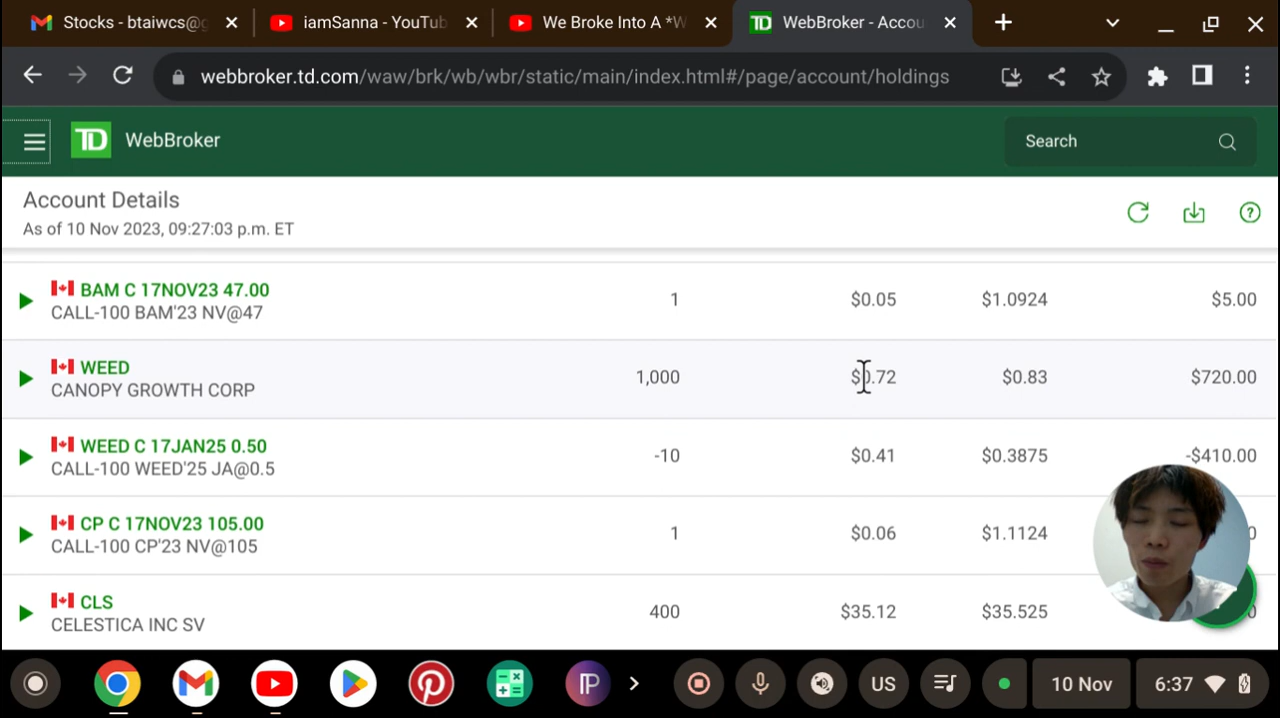 Stocks - btaiwcs@g
iamSanna - YouTub
We Broke Into A *W
WebBroker - Accou
webbroker.td.com/waw/brk/wb/wbr/static/main/index.html#/page/account/holdings
TD WebBroker
Search
Account Details
As of 10 Nov 2023, 09:27:03 p.m. ET
BAM C 17NOV23 47.00
CALL-100 BAM'23 NV@47
1 $0.05 $1.0924 $5.00
WEED
CANOPY GROWTH CORP
1,000 $0.72 $0.83 $720.00
WEED C 17JAN25 0.50
CALL-100 WEED'25 JA@0.5
-10 $0.41 $0.3875 -$410.00
CP C 17NOV23 105.00
CALL-100 CP'23 NV@105
1 $0.06 $1.1124 0
CLS
CELESTICA INC SV
400 $35.12 $35.525 0
US 10 Nov 6:37